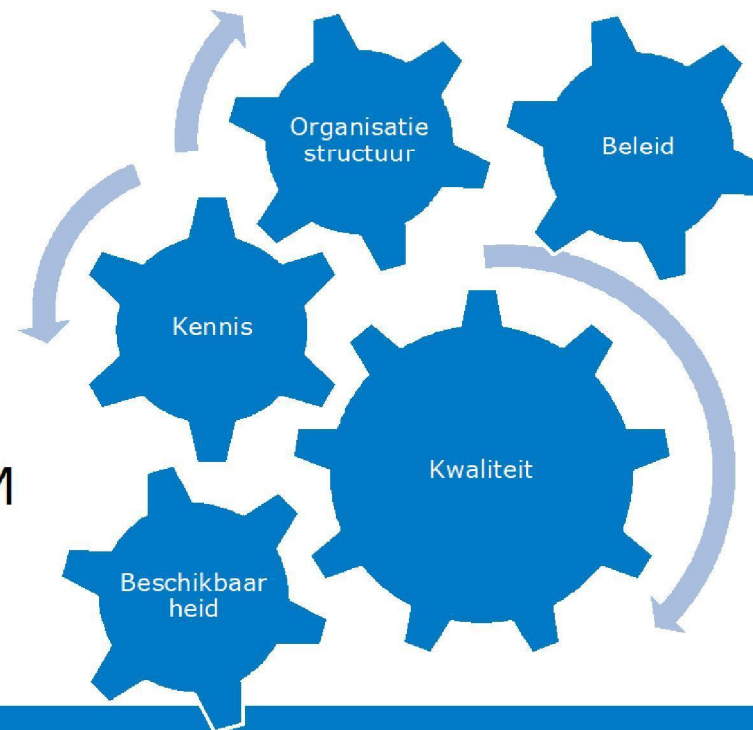 Organisatie
structuur
Beleid
Kennis
Kwaliteit
M
Beschikbaar
heid